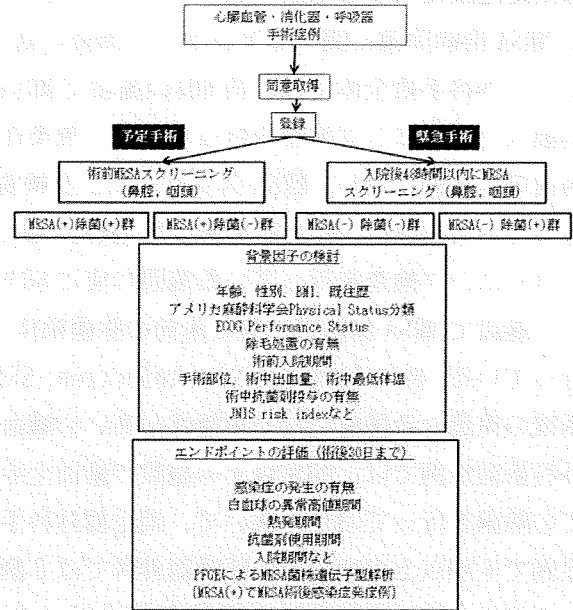 心臓血管・消化器・呼吸器
手術症例
同意取得
登録
予定手術
緊急手術
術前MRSAスクリーニング
(鼻腔，咽頭)
入院後48時間以内にMRSA
スクリーニング（鼻腔，咽頭）
MRSA(+)除菌(+)群
MRSA(+)除菌(-)群
MRSA(-) 除菌(-)群
MRSA(-) 除菌(+)群
背景因子の検討
年齢、性別、BMI、既往歴
アメリカ麻酔科学会Physical Status分類
ECOG Performance Status
除毛処置の有無
術前入院期間
手術部位、術中出血量、術中最低体温
術中抗菌剤投与の有無
JNIS risk indexなど
エンドポイントの評価（術後30日まで）
感染症の発生の有無
白血球の異常高値期間
熱発期間
抗菌剤使用期間
入院期間など
PFGEによるMRSA菌株遺伝子型解析
(MRSA(+)でMRSA術後感染症発症例)